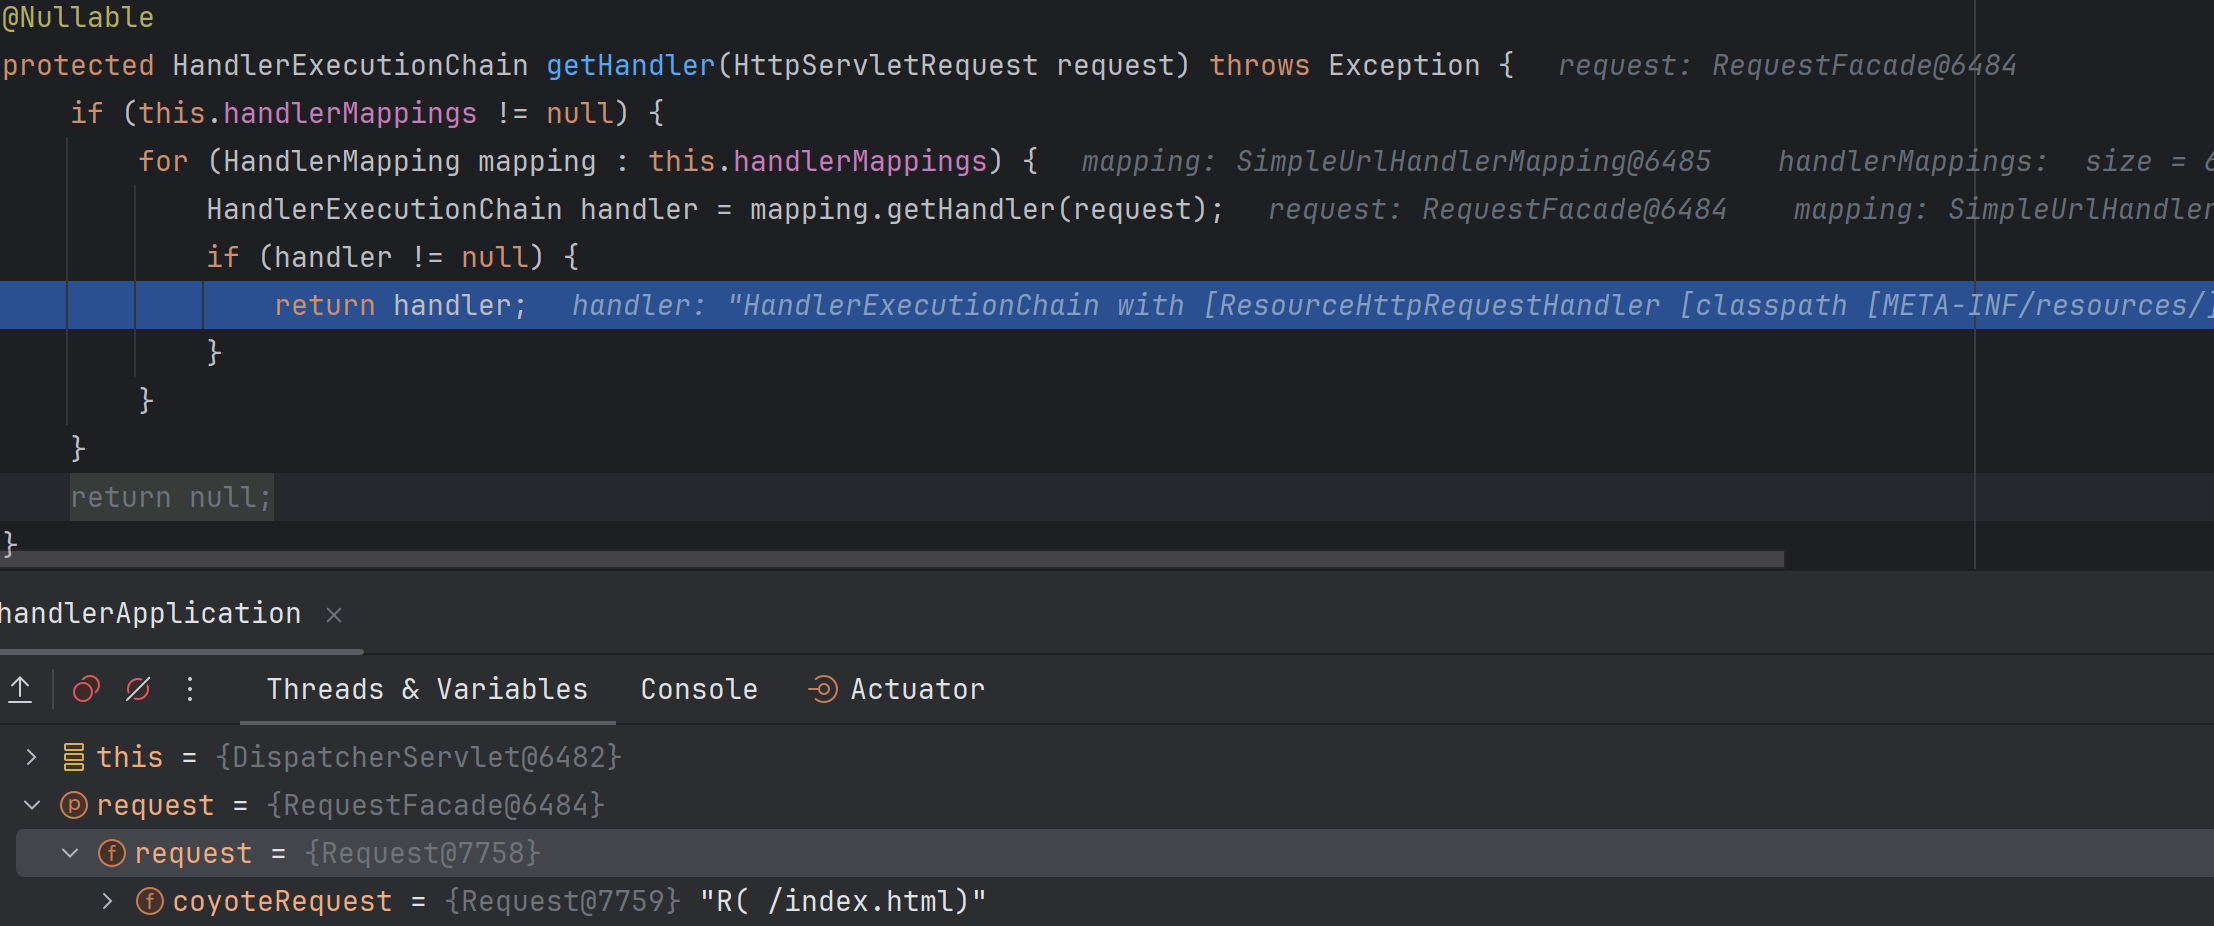 @Nullable
protected HandlerExecutionChain getHandler(HttpServletRequest request) throws Exception { request: RequestFacade@6484
if (this.handlerMappings != null) {
for (HandlerMapping mapping : this.handlerMappings) { mapping: SimpleUrlHandlerMapping@6485 handlerMappings: size = 6
HandlerExecutionChain handler = mapping.getHandler(request); request: RequestFacade@6484 mapping: SimpleUrlHandler
if (handler != null) {
return handler; handler: "HandlerExecutionChain with [ResourceHttpRequestHandler [classpath [META-INF/resources/]
}
}
}
return null;
}
handlerApplication
Threads & Variables Console Actuator
this = {DispatcherServlet@6482}
request = {RequestFacade@6484}
request = {Request@7758}
coyoteRequest = {Request@7759} "R( /index.html)"